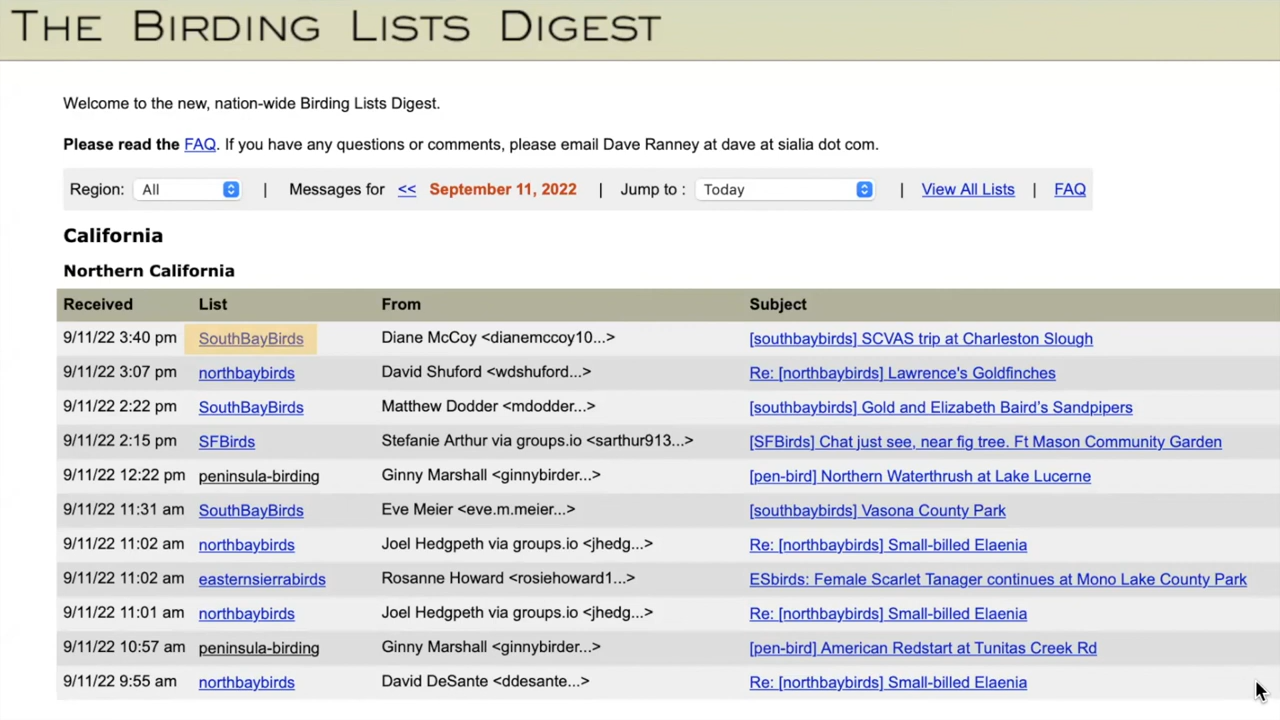 THE BIRDING LISTS DIGEST
Welcome to the new, nation-wide Birding Lists Digest.
Please read the FAQ. If you have any questions or comments, please email Dave Ranney at dave at sialia dot com.
Region: All | Messages for << September 11, 2022 | Jump to : Today | View All Lists | FAQ
California
Northern California
Received List From Subject
9/11/22 3:40 pm SouthBayBirds Diane McCoy <dianemccoy10...> [southbaybirds] SCVAS trip at Charleston Slough
9/11/22 3:07 pm northbaybirds David Shuford <wdshuford...> Re: [northbaybirds] Lawrence's Goldfinches
9/11/22 2:22 pm SouthBayBirds Matthew Dodder <mdodder...> [southbaybirds] Gold and Elizabeth Baird’s Sandpipers
9/11/22 2:15 pm SFBirds Stefanie Arthur via groups.io <sarthur913...> [SFBirds] Chat just see, near fig tree. Ft Mason Community Garden
9/11/22 12:22 pm peninsula-birding Ginny Marshall <ginnybirder...> [pen-bird] Northern Waterthrush at Lake Lucerne
9/11/22 11:31 am SouthBayBirds Eve Meier <eve.m.meier...> [southbaybirds] Vasona County Park
9/11/22 11:02 am northbaybirds Joel Hedgpeth via groups.io <jhedg...> Re: [northbaybirds] Small-billed Elaenia
9/11/22 11:02 am easternsierrabirds Rosanne Howard <rosiehoward1...> ESbirds: Female Scarlet Tanager continues at Mono Lake County Park
9/11/22 11:01 am northbaybirds Joel Hedgpeth via groups.io <jhedg...> Re: [northbaybirds] Small-billed Elaenia
9/11/22 10:57 am peninsula-birding Ginny Marshall <ginnybirder...> [pen-bird] American Redstart at Tunitas Creek Rd
9/11/22 9:55 am northbaybirds David DeSante <ddesante...> Re: [northbaybirds] Small-billed Elaenia